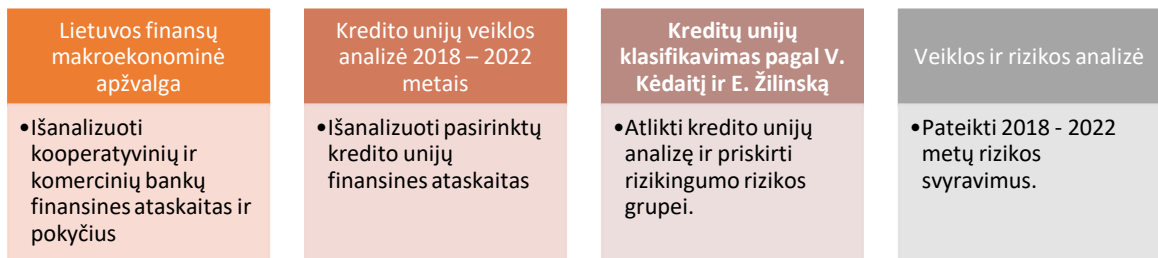 Lietuvos finansų
makroekonominė
apžvalga
•Išanalizuoti
kooperatyvinių ir
komercinių bankų
finansines ataskaitas ir
pokyčius
Kredito unijų veiklos
analizė 2018 – 2022
metais
•Išanalizuoti pasirinktų
kredito unijų
finansines ataskaitas
Kreditų unijų
klasifikavimas pagal V.
Kėdaitį ir E. Žilinską
•Atlikti kredito unijų
analizę ir priskirti
rizikingumo rizikos
grupei.
Veiklos ir rizikos analizė
•Pateikti 2018 - 2022
metų rizikos
svyravimus.